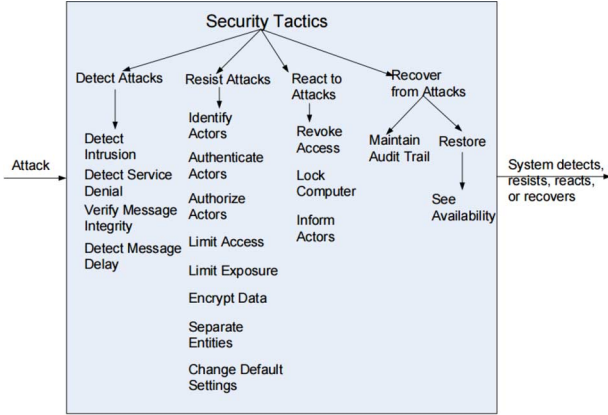 Security Tactics
Detect Attacks
Resist Attacks
React to
Attacks
Recover
from Attacks
Detect
Intrusion
Detect Service
Denial
Verify Message
Integrity
Detect Message
Delay
Identify
Actors
Authenticate
Actors
Authorize
Actors
Limit Access
Limit Exposure
Encrypt Data
Separate
Entities
Change Default
Settings
Revoke
Access
Lock
Computer
Inform
Actors
Maintain
Audit Trail
Restore
See
Availability
Attack
System detects,
resists, reacts,
or recovers